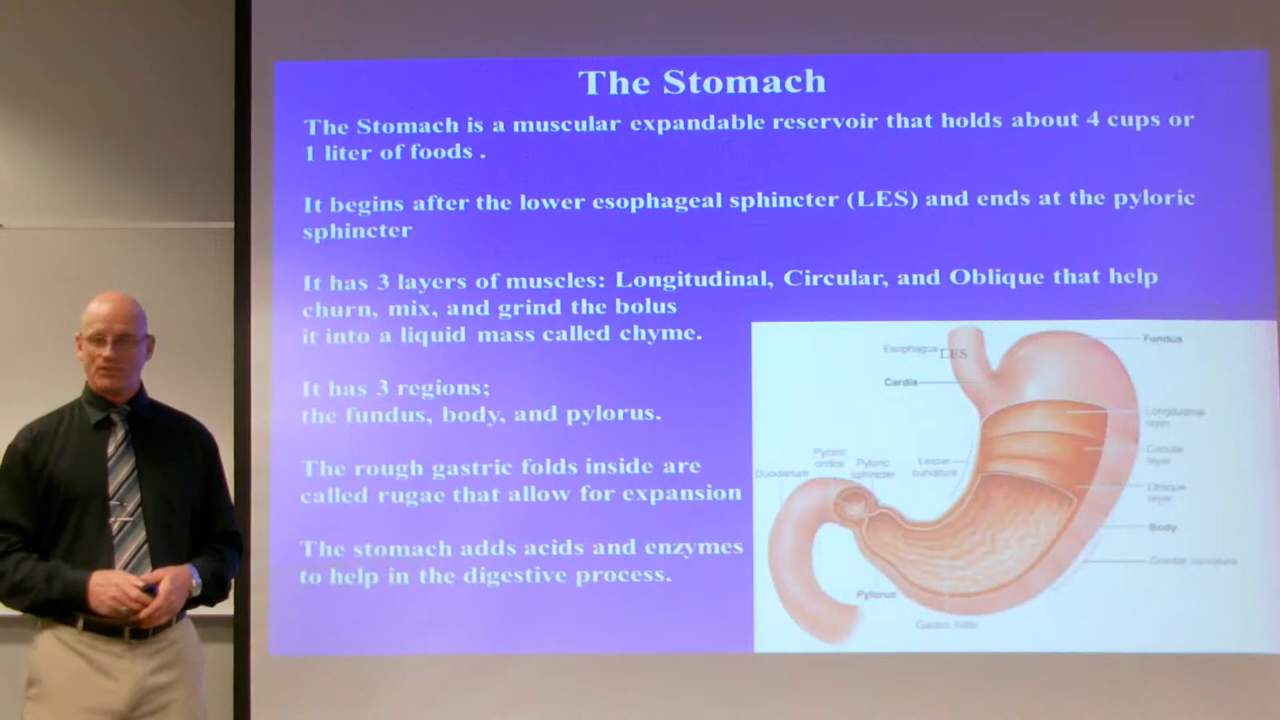 The Stomach
The Stomach is a muscular expandable reservoir that holds about 4 cups or
1 liter of foods .
It begins after the lower esophageal sphincter (LES) and ends at the pyloric
sphincter
It has 3 layers of muscles: Longitudinal, Circular, and Oblique that help
churn, mix, and grind the bolus
it into a liquid mass called chyme.
It has 3 regions;
the fundus, body, and pylorus.
The rough gastric folds inside are
called rugae that allow for expansion
The stomach adds acids and enzymes
to help in the digestive process.
Esophagus LES
Fundus
Cardia
Longitudinal
layer
Circular
layer
Oblique
layer
Body
Greater curvature
Duodenum
Pyloric
orifice
Pyloric
sphincter
Lesser
curvature
Pylorus
Gastric folds